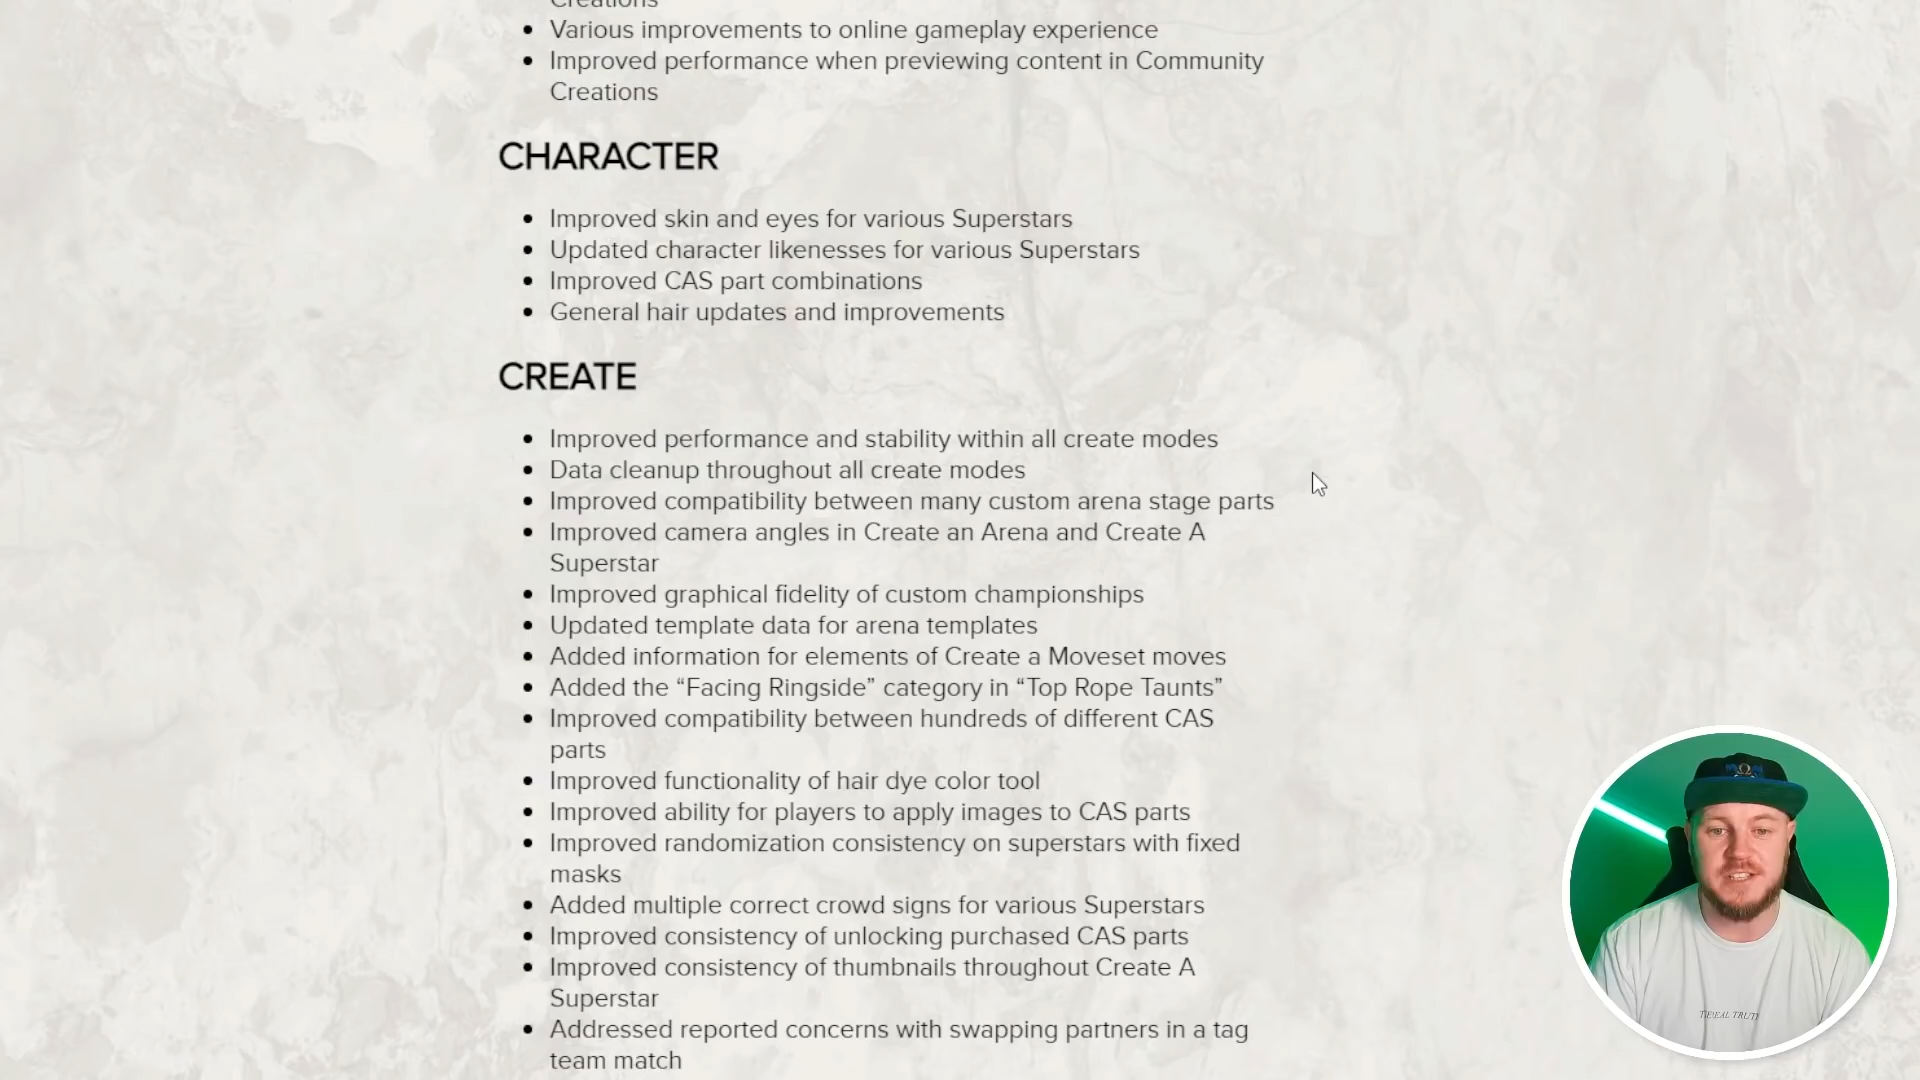 Creations
Various improvements to online gameplay experience
Improved performance when previewing content in Community
Creations
CHARACTER
Improved skin and eyes for various Superstars
Updated character likenesses for various Superstars
Improved CAS part combinations
General hair updates and improvements
CREATE
Improved performance and stability within all create modes
Data cleanup throughout all create modes
Improved compatibility between many custom arena stage parts
Improved camera angles in Create an Arena and Create A
Superstar
Improved graphical fidelity of custom championships
Updated template data for arena templates
Added information for elements of Create a Moveset moves
Added the “Facing Ringside” category in “Top Rope Taunts”
Improved compatibility between hundreds of different CAS
parts
Improved functionality of hair dye color tool
Improved ability for players to apply images to CAS parts
Improved randomization consistency on superstars with fixed
masks
Added multiple correct crowd signs for various Superstars
Improved consistency of unlocking purchased CAS parts
Improved consistency of thumbnails throughout Create A
Superstar
Addressed reported concerns with swapping partners in a tag
team match